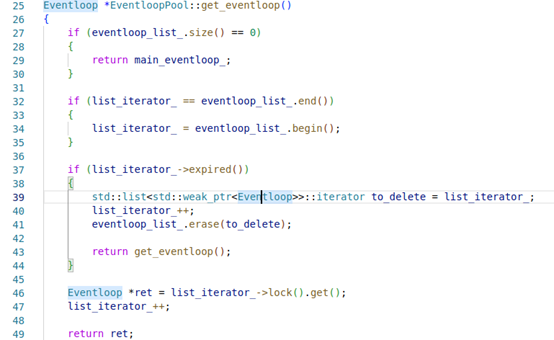 25 Eventloop *EventloopPool::get_eventloop()
26 {
27     if (eventloop_list_.size() == 0)
28     {
29         return main_eventloop_;
30     }
31
32     if (list_iterator_ == eventloop_list_.end())
33     {
34         list_iterator_ = eventloop_list_.begin();
35     }
36
37     if (list_iterator_->expired())
38     {
39         std::list<std::weak_ptr<Eventloop>>::iterator to_delete = list_iterator_;
40         list_iterator_++;
41         eventloop_list_.erase(to_delete);
42
43         return get_eventloop();
44     }
45
46     Eventloop *ret = list_iterator_->lock().get();
47     list_iterator_++;
48
49     return ret;